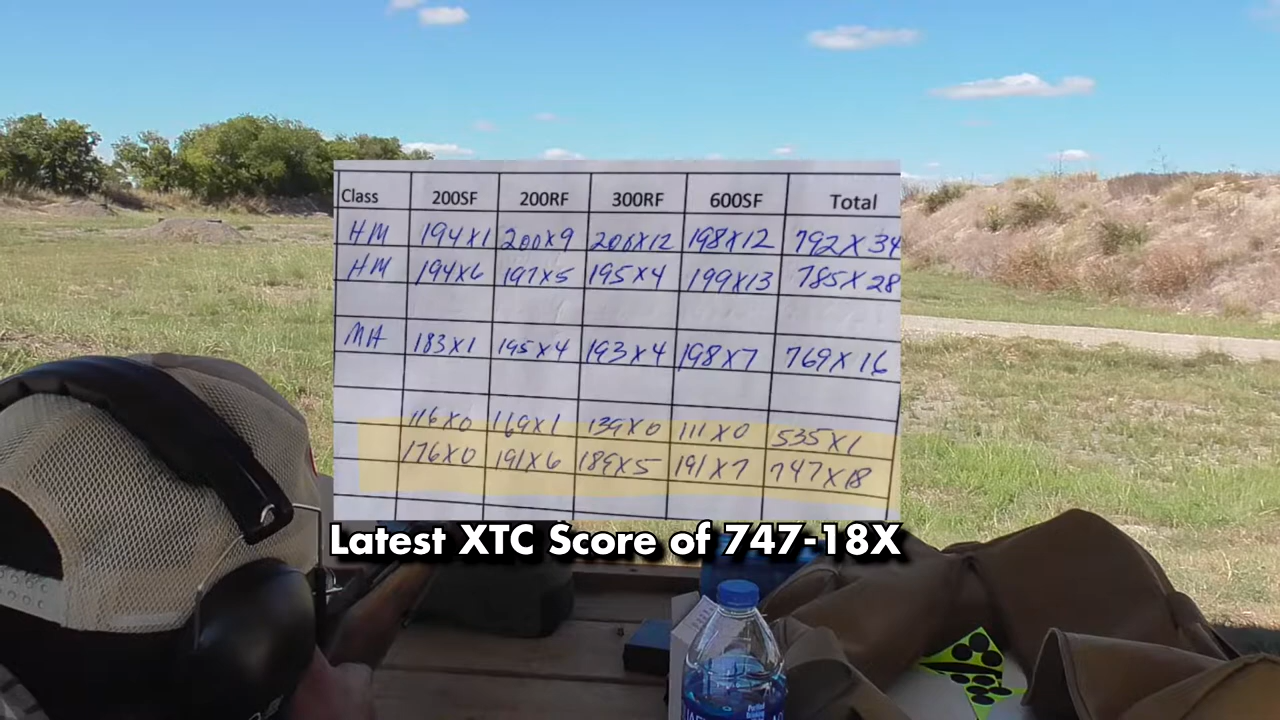 Class 200SF 200RF 300RF 600SF Total
HM 194X1 200X9 200X12 198X12 792X34
HM 194X6 197X5 195X4 199X13 785X28
MA 183X1 195X4 193X4 198X7 769X16
116X0 169X1 139X0 111X0 535X1
176X0 191X6 189X5 191X7 747X18
Latest XTC Score of 747-18X